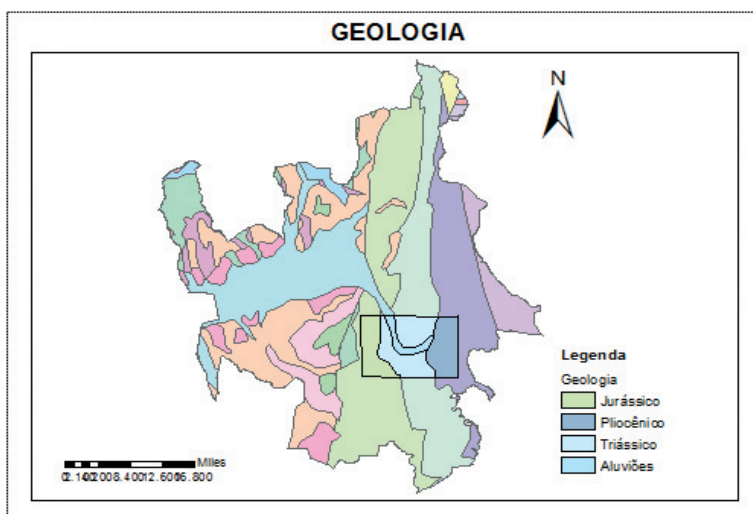 GEOLOGIA
N
Legenda
Geologia
Jurássico
Pliocênico
Triássico
Aluviões
Miles